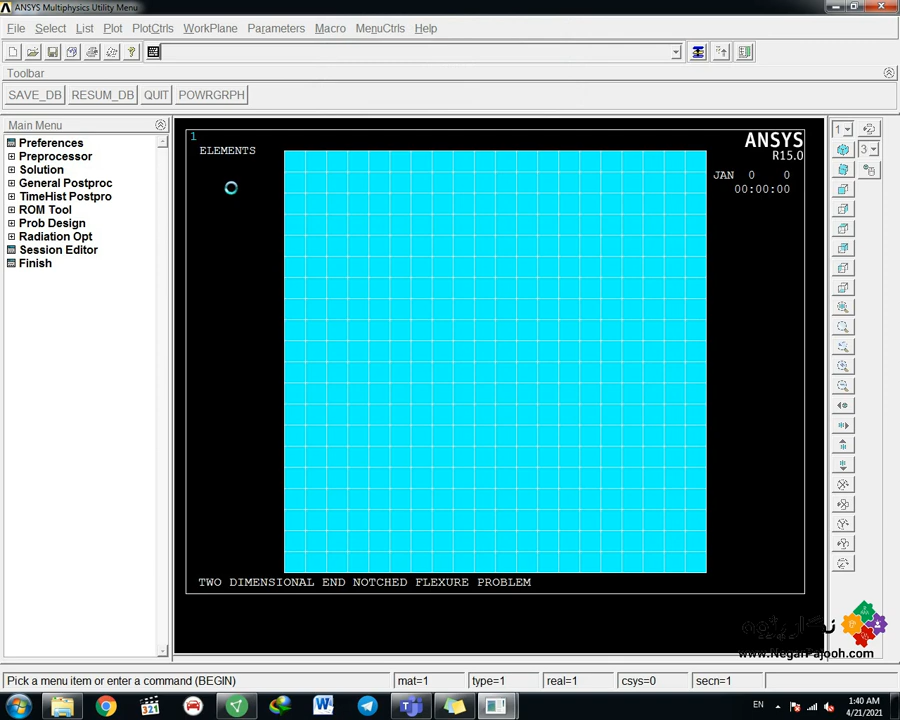 ANSYS Multiphysics Utility Menu
File Select List Plot PlotCtrls WorkPlane Parameters Macro MenuCtrls Help
Toolbar
SAVE_DB RESUM_DB QUIT POWRGRPH
Main Menu
Preferences
Preprocessor
Solution
General Postproc
TimeHist Postpro
ROM Tool
Prob Design
Radiation Opt
Session Editor
Finish
1
ELEMENTS
ANSYS
R15.0
JAN 0 0
00:00:00
TWO DIMENSIONAL END NOTCHED FLEXURE PROBLEM
1
3
www.NegarPajooh.com
Pick a menu item or enter a command (BEGIN) mat=1 type=1 real=1 csys=0 secn=1
321
EN
1:40 AM
4/21/2021